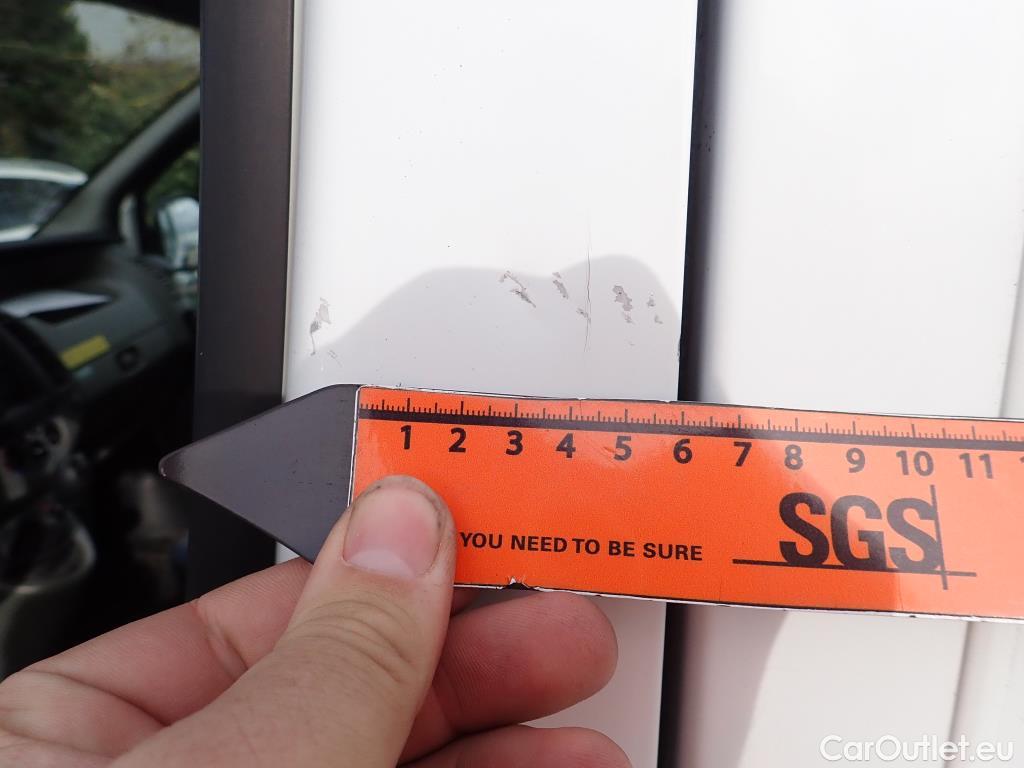 1 2 3 4 5 6 7 8 9 10 11
YOU NEED TO BE SURE
SGS
CarOutlet.eu